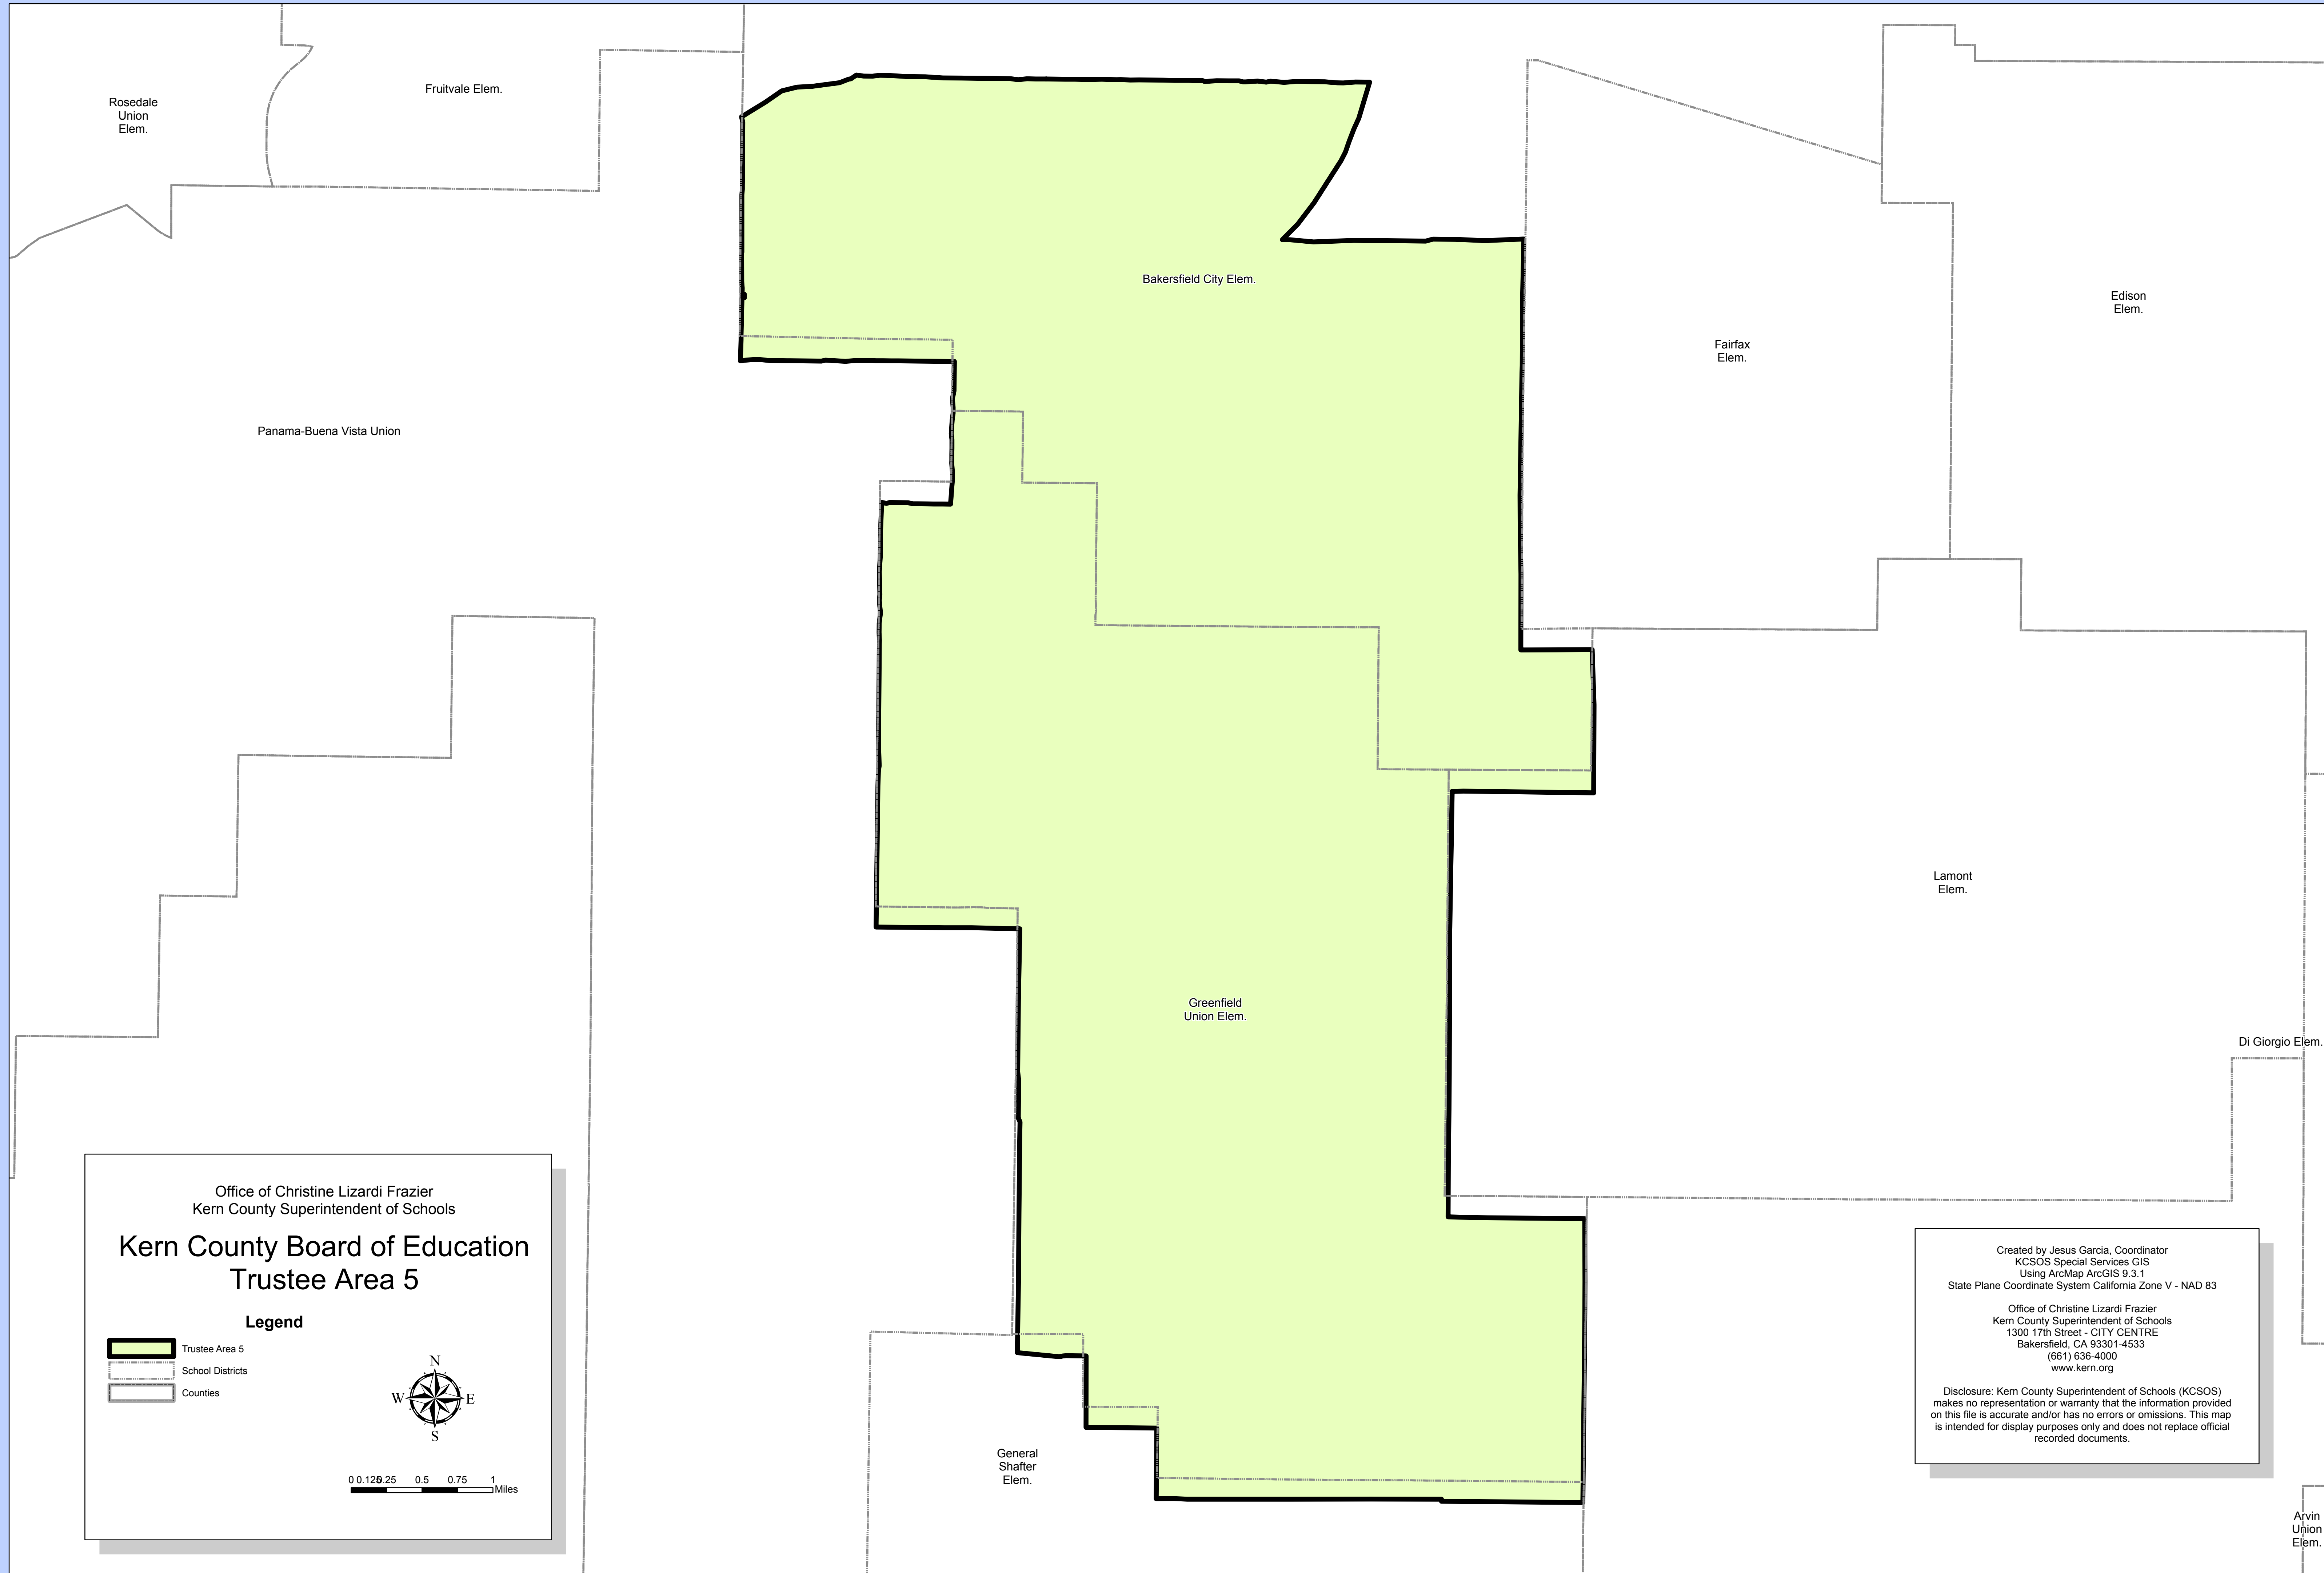 Rosedale
Union
Elem.
Fruitvale Elem.
Bakersfield City Elem.
Edison
Elem.
Fairfax
Elem.
Panama-Buena Vista Union
Lamont
Elem.
Greenfield
Union Elem.
Di Giorgio Elem.
General
Shafter
Elem.
Arvin
Union
Elem.
Office of Christine Lizardi Frazier
Kern County Superintendent of Schools
Kern County Board of Education
Trustee Area 5
Legend
Trustee Area 5
School Districts
Counties
N
W
E
S
0 0.125 0.25 0.5 0.75 1
Miles
Created by Jesus Garcia, Coordinator
KCSOS Special Services GIS
Using ArcMap ArcGIS 9.3.1
State Plane Coordinate System California Zone V - NAD 83
Office of Christine Lizardi Frazier
Kern County Superintendent of Schools
1300 17th Street - CITY CENTRE
Bakersfield, CA 93301-4533
(661) 636-4000
www.kern.org
Disclosure: Kern County Superintendent of Schools (KCSOS)
makes no representation or warranty that the information provided
on this file is accurate and/or has no errors or omissions. This map
is intended for display purposes only and does not replace official
recorded documents.